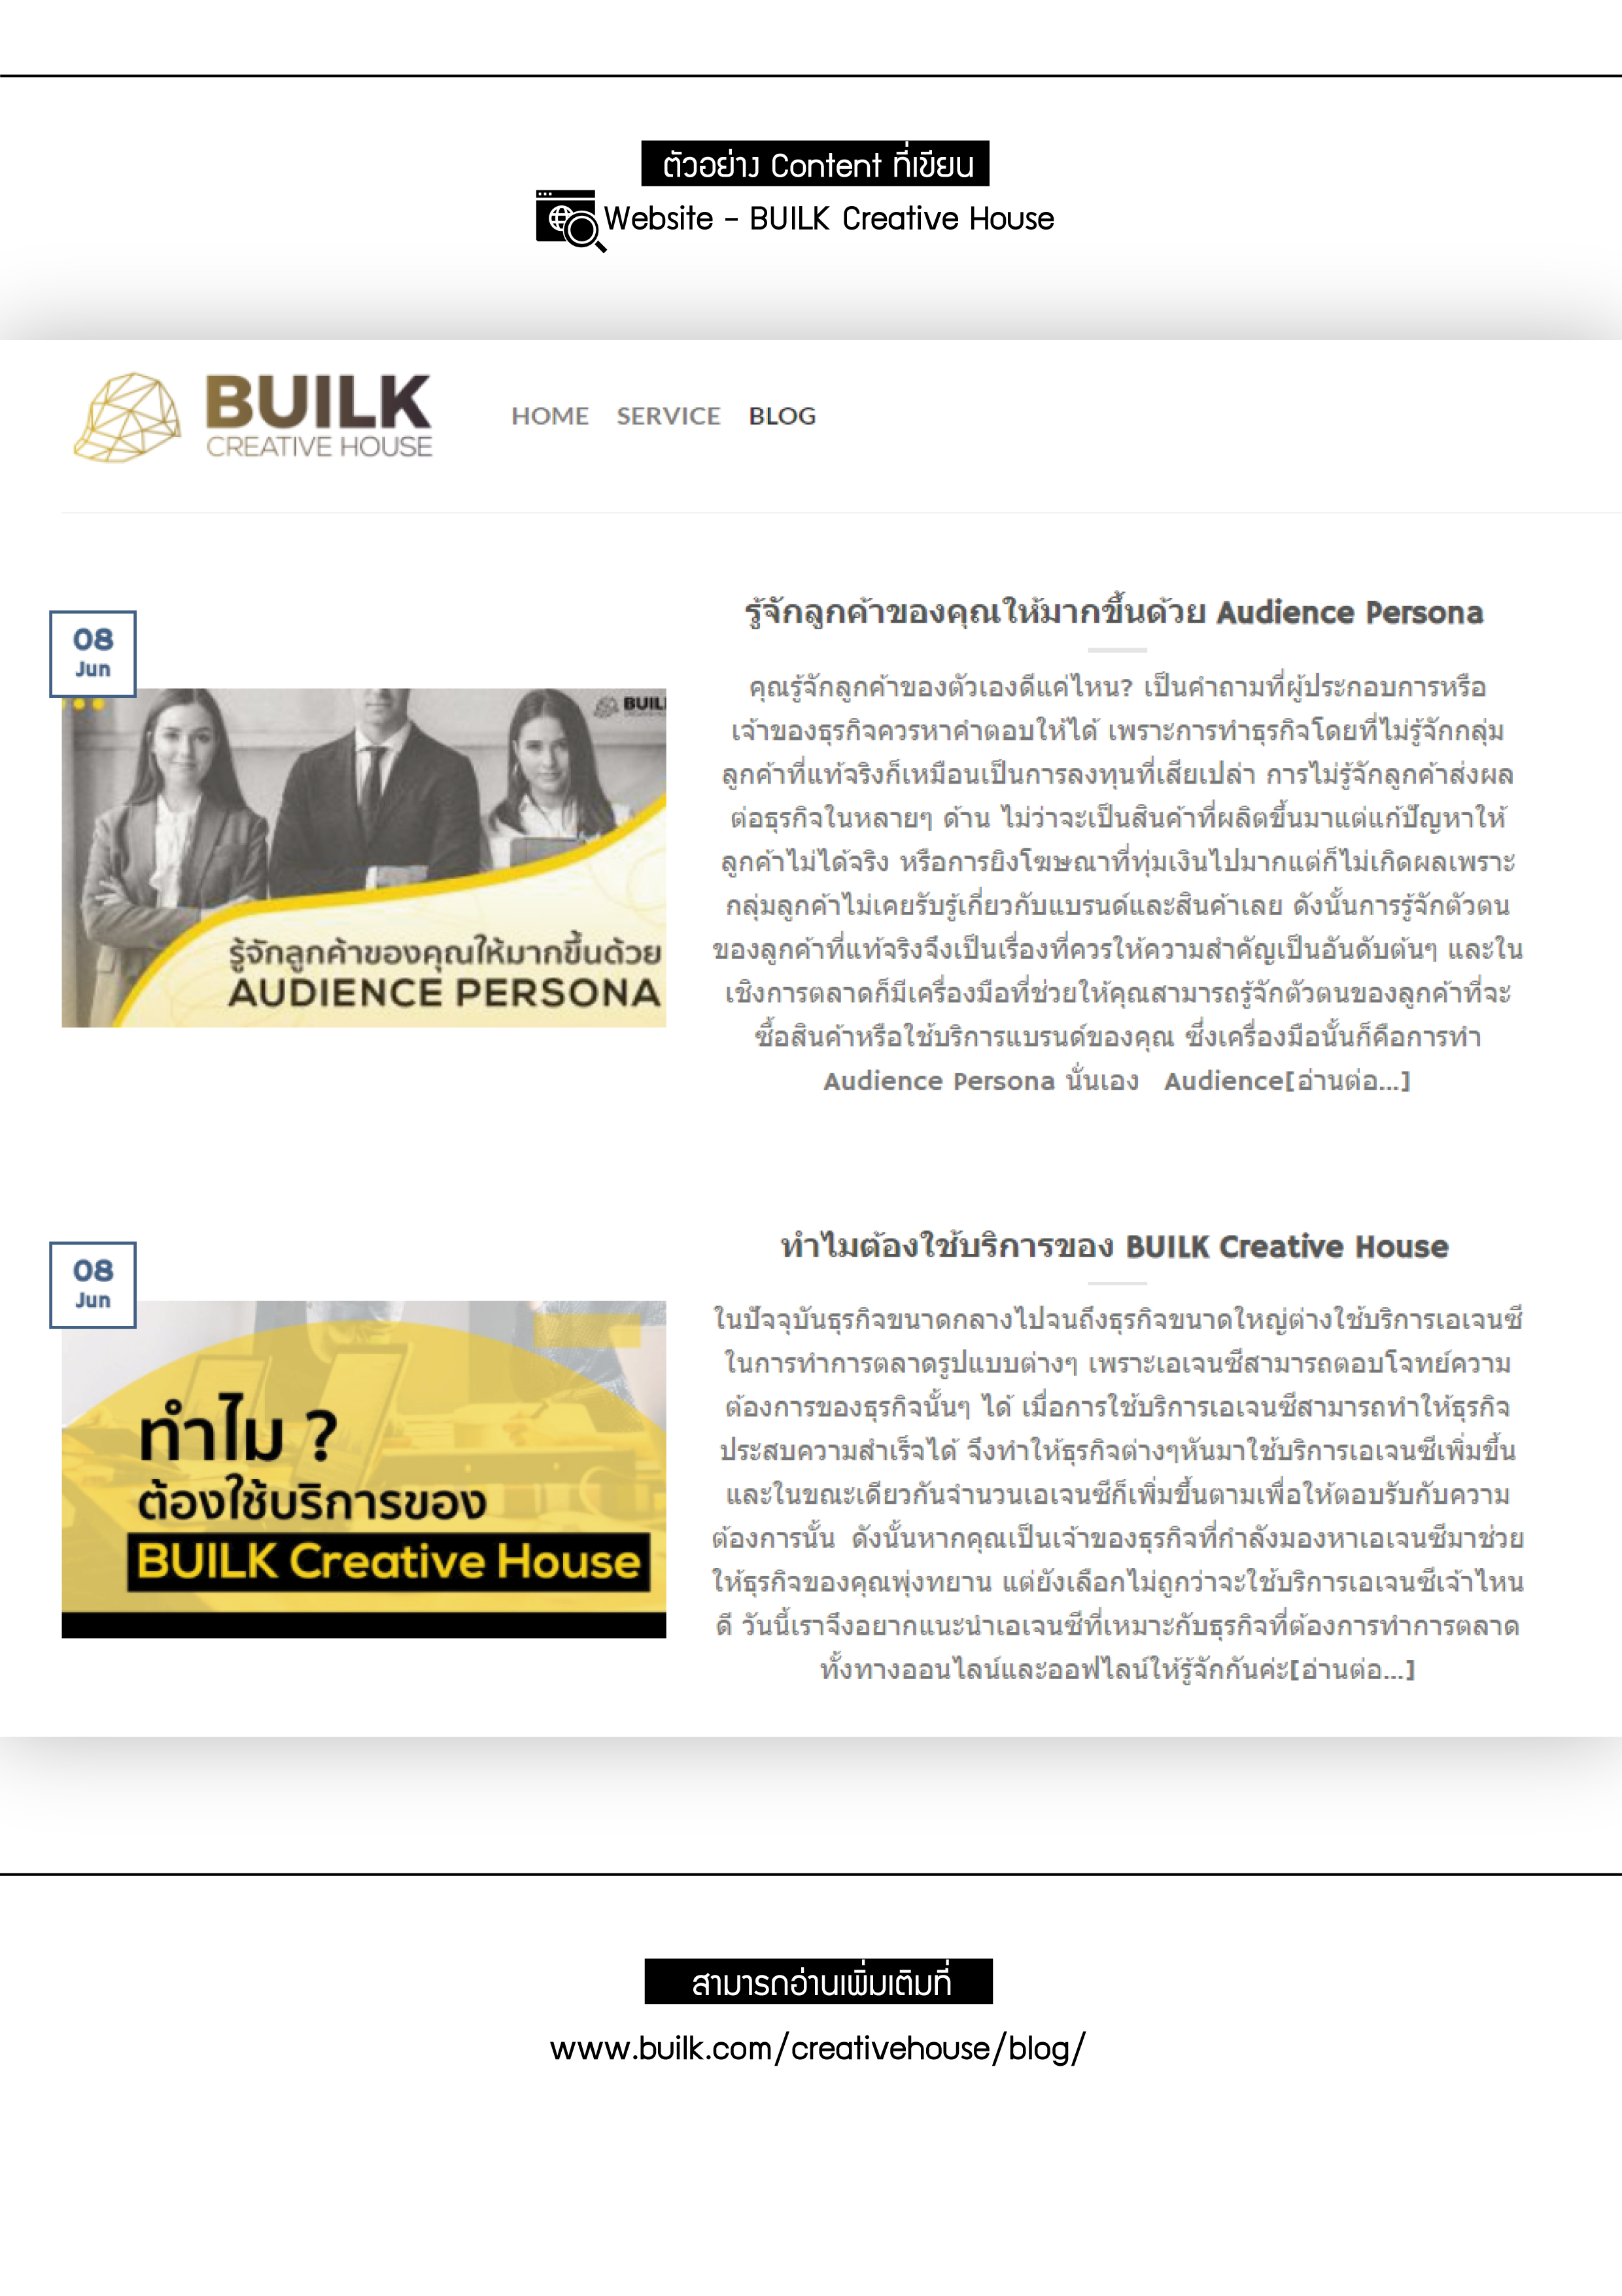 ตัวอย่าง Content ที่เขียน
Website - BUILK Creative House
BUILK
CREATIVE HOUSE
HOME SERVICE BLOG
08
Jun
รู้จักลูกค้าของคุณให้มากขึ้นด้วย
AUDIENCE PERSONA
รู้จักลูกค้าของคุณให้มากขึ้นด้วย Audience Persona
คุณรู้จักลูกค้าของตัวเองดีแค่ไหน? เป็นคำถามที่ผู้ประกอบการหรือ
เจ้าของธุรกิจควรหาคำตอบให้ได้ เพราะการทำธุรกิจโดยที่ไม่รู้จักกลุ่ม
ลูกค้าที่แท้จริงก็เหมือนเป็นการลงทุนที่เสียเปล่า การไม่รู้จักลูกค้าส่งผล
ต่อธุรกิจในหลายๆ ด้าน ไม่ว่าจะเป็นสินค้าที่ผลิตขึ้นมาแต่แก้ปัญหาให้
ลูกค้าไม่ได้จริง หรือการยิงโฆษณาที่ทุ่มเงินไปมากแต่ก็ไม่เกิดผลเพราะ
กลุ่มลูกค้าไม่เคยรับรู้เกี่ยวกับแบรนด์และสินค้าเลย ดังนั้นการรู้จักตัวตน
ของลูกค้าที่แท้จริงจึงเป็นเรื่องที่ควรให้ความสำคัญเป็นอันดับต้นๆ และใน
เชิงการตลาดก็มีเครื่องมือที่ช่วยให้คุณสามารถรู้จักตัวตนของลูกค้าที่จะ
ซื้อสินค้าหรือใช้บริการแบรนด์ของคุณ ซึ่งเครื่องมือนั้นก็คือการทำ
Audience Persona นั่นเอง Audience[อ่านต่อ...]
08
Jun
ทำไม ?
ต้องใช้บริการของ
BUILK Creative House
ทำไมต้องใช้บริการของ BUILK Creative House
ในปัจจุบันธุรกิจขนาดกลางไปจนถึงธุรกิจขนาดใหญ่ต่างใช้บริการเอเจนซี
ในการทำการตลาดรูปแบบต่างๆ เพราะเอเจนซีสามารถตอบโจทย์ความ
ต้องการของธุรกิจนั้นๆ ได้ เมื่อการใช้บริการเอเจนซีสามารถทำให้ธุรกิจ
ประสบความสำเร็จได้ จึงทำให้ธุรกิจต่างๆหันมาใช้บริการเอเจนซีเพิ่มขึ้น
และในขณะเดียวกันจำนวนเอเจนซีก็เพิ่มขึ้นตามเพื่อให้ตอบรับกับความ
ต้องการนั้น ดังนั้นหากคุณเป็นเจ้าของธุรกิจที่กำลังมองหาเอเจนซีมาช่วย
ให้ธุรกิจของคุณพุ่งทยาน แต่ยังเลือกไม่ถูกว่าจะใช้บริการเอเจนซีเจ้าไหน
ดี วันนี้เราจึงอยากแนะนำเอเจนซีที่เหมาะกับธุรกิจที่ต้องการทำการตลาด
ทั้งทางออนไลน์และออฟไลน์ให้รู้จักกันค่ะ[อ่านต่อ...]
สามารถอ่านเพิ่มเติมที่
www.builk.com/creativehouse/blog/